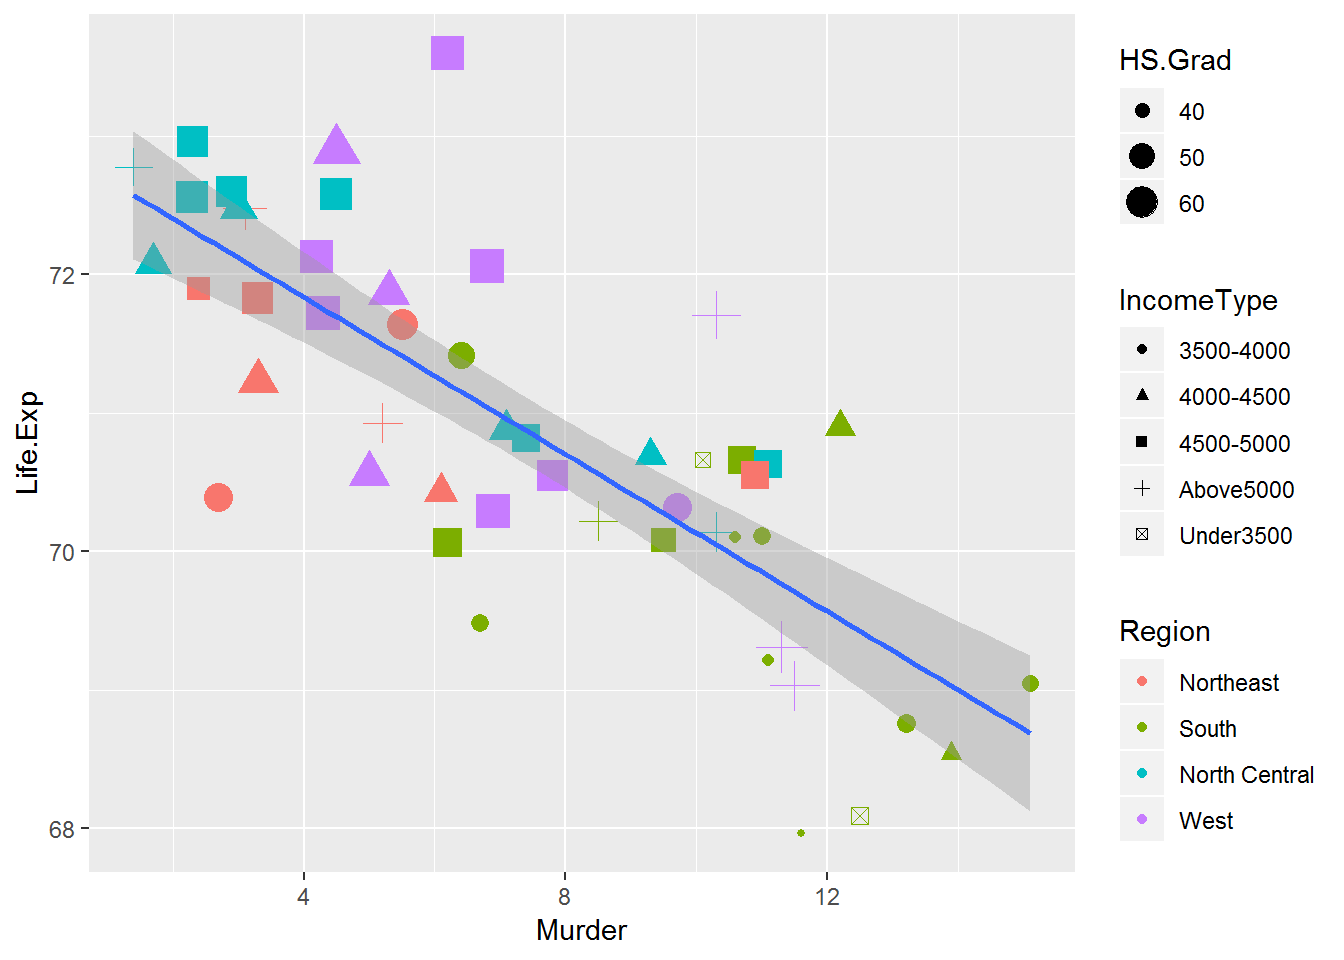 HS.Grad
40
50
60
IncomeType
3500-4000
4000-4500
4500-5000
Above5000
Under3500
Region
Northeast
South
North Central
West
Life.Exp
72
70
68
4
8
12
Murder